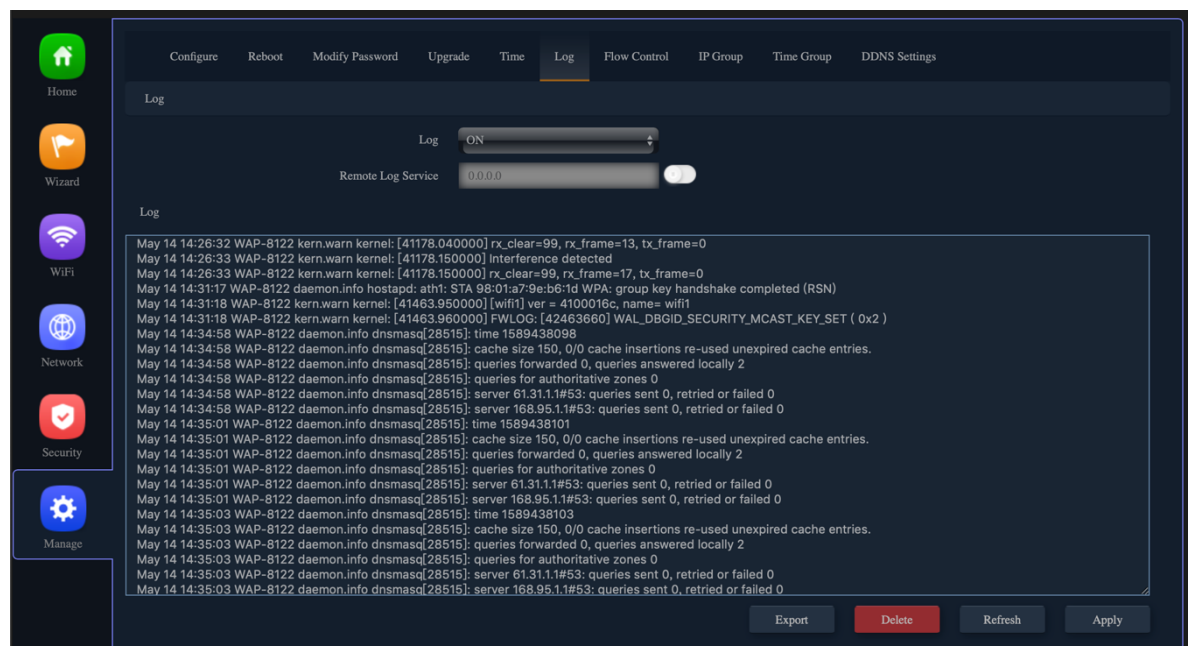 Configure Reboot Modify Password Upgrade Time Log Flow Control IP Group Time Group DDNS Settings
Home
Wizard
WiFi
Network
Security
Manage
Log
Log ON
Remote Log Service 0.0.0.0
Log
May 14 14:26:32 WAP-8122 kern.warn kernel: [41178.040000] rx_clear=99, rx_frame=13, tx_frame=0
May 14 14:26:33 WAP-8122 kern.warn kernel: [41178.150000] Interference detected
May 14 14:26:33 WAP-8122 kern.warn kernel: [41178.150000] rx_clear=99, rx_frame=17, tx_frame=0
May 14 14:31:17 WAP-8122 daemon.info hostapd: ath1: STA 98:01:a7:9e:b6:1d WPA: group key handshake completed (RSN)
May 14 14:31:18 WAP-8122 kern.warn kernel: [41463.950000] [wifi1] ver = 4100016c, name= wifi1
May 14 14:31:18 WAP-8122 kern.warn kernel: [41463.960000] FWLOG: [42463660] WAL_DBGID_SECURITY_MCAST_KEY_SET ( 0x2 )
May 14 14:34:58 WAP-8122 daemon.info dnsmasq[28515]: time 1589438098
May 14 14:34:58 WAP-8122 daemon.info dnsmasq[28515]: cache size 150, 0/0 cache insertions re-used unexpired cache entries.
May 14 14:34:58 WAP-8122 daemon.info dnsmasq[28515]: queries forwarded 0, queries answered locally 2
May 14 14:34:58 WAP-8122 daemon.info dnsmasq[28515]: queries for authoritative zones 0
May 14 14:34:58 WAP-8122 daemon.info dnsmasq[28515]: server 61.31.1.1#53: queries sent 0, retried or failed 0
May 14 14:34:58 WAP-8122 daemon.info dnsmasq[28515]: server 168.95.1.1#53: queries sent 0, retried or failed 0
May 14 14:35:01 WAP-8122 daemon.info dnsmasq[28515]: time 1589438101
May 14 14:35:01 WAP-8122 daemon.info dnsmasq[28515]: cache size 150, 0/0 cache insertions re-used unexpired cache entries.
May 14 14:35:01 WAP-8122 daemon.info dnsmasq[28515]: queries forwarded 0, queries answered locally 2
May 14 14:35:01 WAP-8122 daemon.info dnsmasq[28515]: queries for authoritative zones 0
May 14 14:35:01 WAP-8122 daemon.info dnsmasq[28515]: server 61.31.1.1#53: queries sent 0, retried or failed 0
May 14 14:35:01 WAP-8122 daemon.info dnsmasq[28515]: server 168.95.1.1#53: queries sent 0, retried or failed 0
May 14 14:35:03 WAP-8122 daemon.info dnsmasq[28515]: time 1589438103
May 14 14:35:03 WAP-8122 daemon.info dnsmasq[28515]: cache size 150, 0/0 cache insertions re-used unexpired cache entries.
May 14 14:35:03 WAP-8122 daemon.info dnsmasq[28515]: queries forwarded 0, queries answered locally 2
May 14 14:35:03 WAP-8122 daemon.info dnsmasq[28515]: queries for authoritative zones 0
May 14 14:35:03 WAP-8122 daemon.info dnsmasq[28515]: server 61.31.1.1#53: queries sent 0, retried or failed 0
May 14 14:35:03 WAP-8122 daemon.info dnsmasq[28515]: server 168.95.1.1#53: queries sent 0, retried or failed 0
Export Delete Refresh Apply